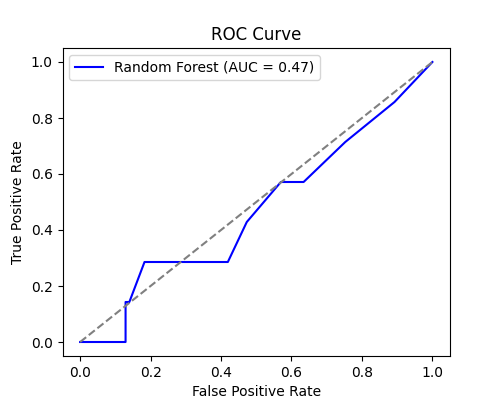 ROC Curve
Random Forest (AUC = 0.47)
1.0
0.8
0.6
0.4
0.2
0.0
True Positive Rate
0.0 0.2 0.4 0.6 0.8 1.0
False Positive Rate